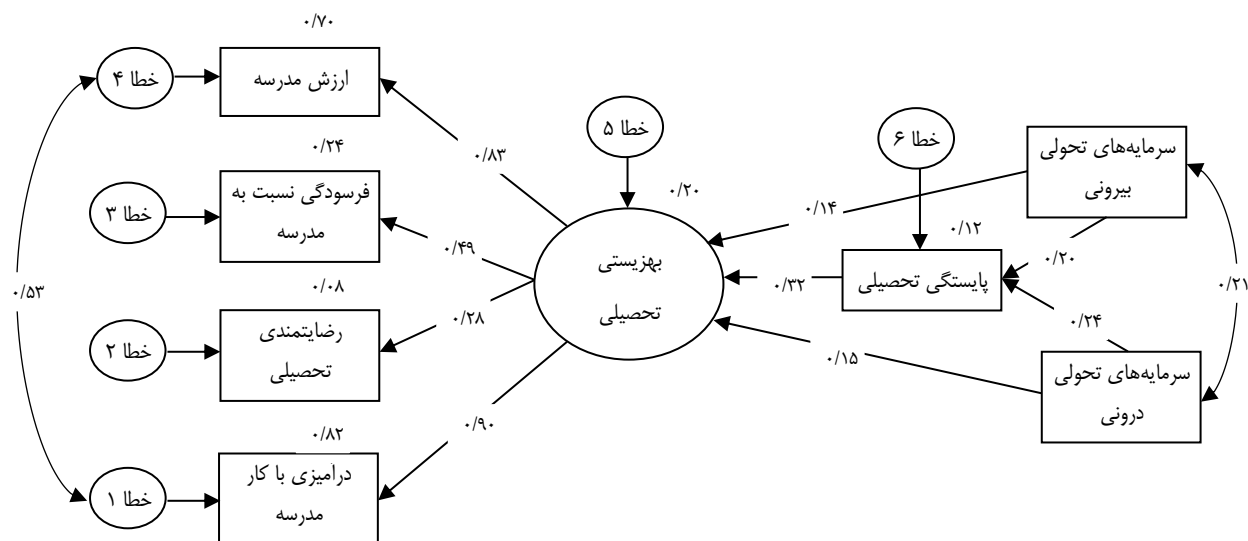 ۰/۷۰
خطا ۴
ارزش مدرسه
۰/۸۳
۰/۲۴
خطا ۳
فرسودگی نسبت به
مدرسه
۰/۴۹
۰/۵۳
۰/۰۸
خطا ۲
رضایتمندی
تحصیلی
۰/۲۸
۰/۸۲
خطا ۱
درآمیزی با کار
مدرسه
۰/۹۰
خطا ۵
۰/۲۰
بهزیستی
تحصیلی
خطا ۶
۰/۱۲
پایستگی تحصیلی
۰/۱۴
۰/۳۲
۰/۱۵
سرمایه‌های تحولی
بیرونی
۰/۲۰
۰/۲۴
۰/۲۱
سرمایه‌های تحولی
درونی